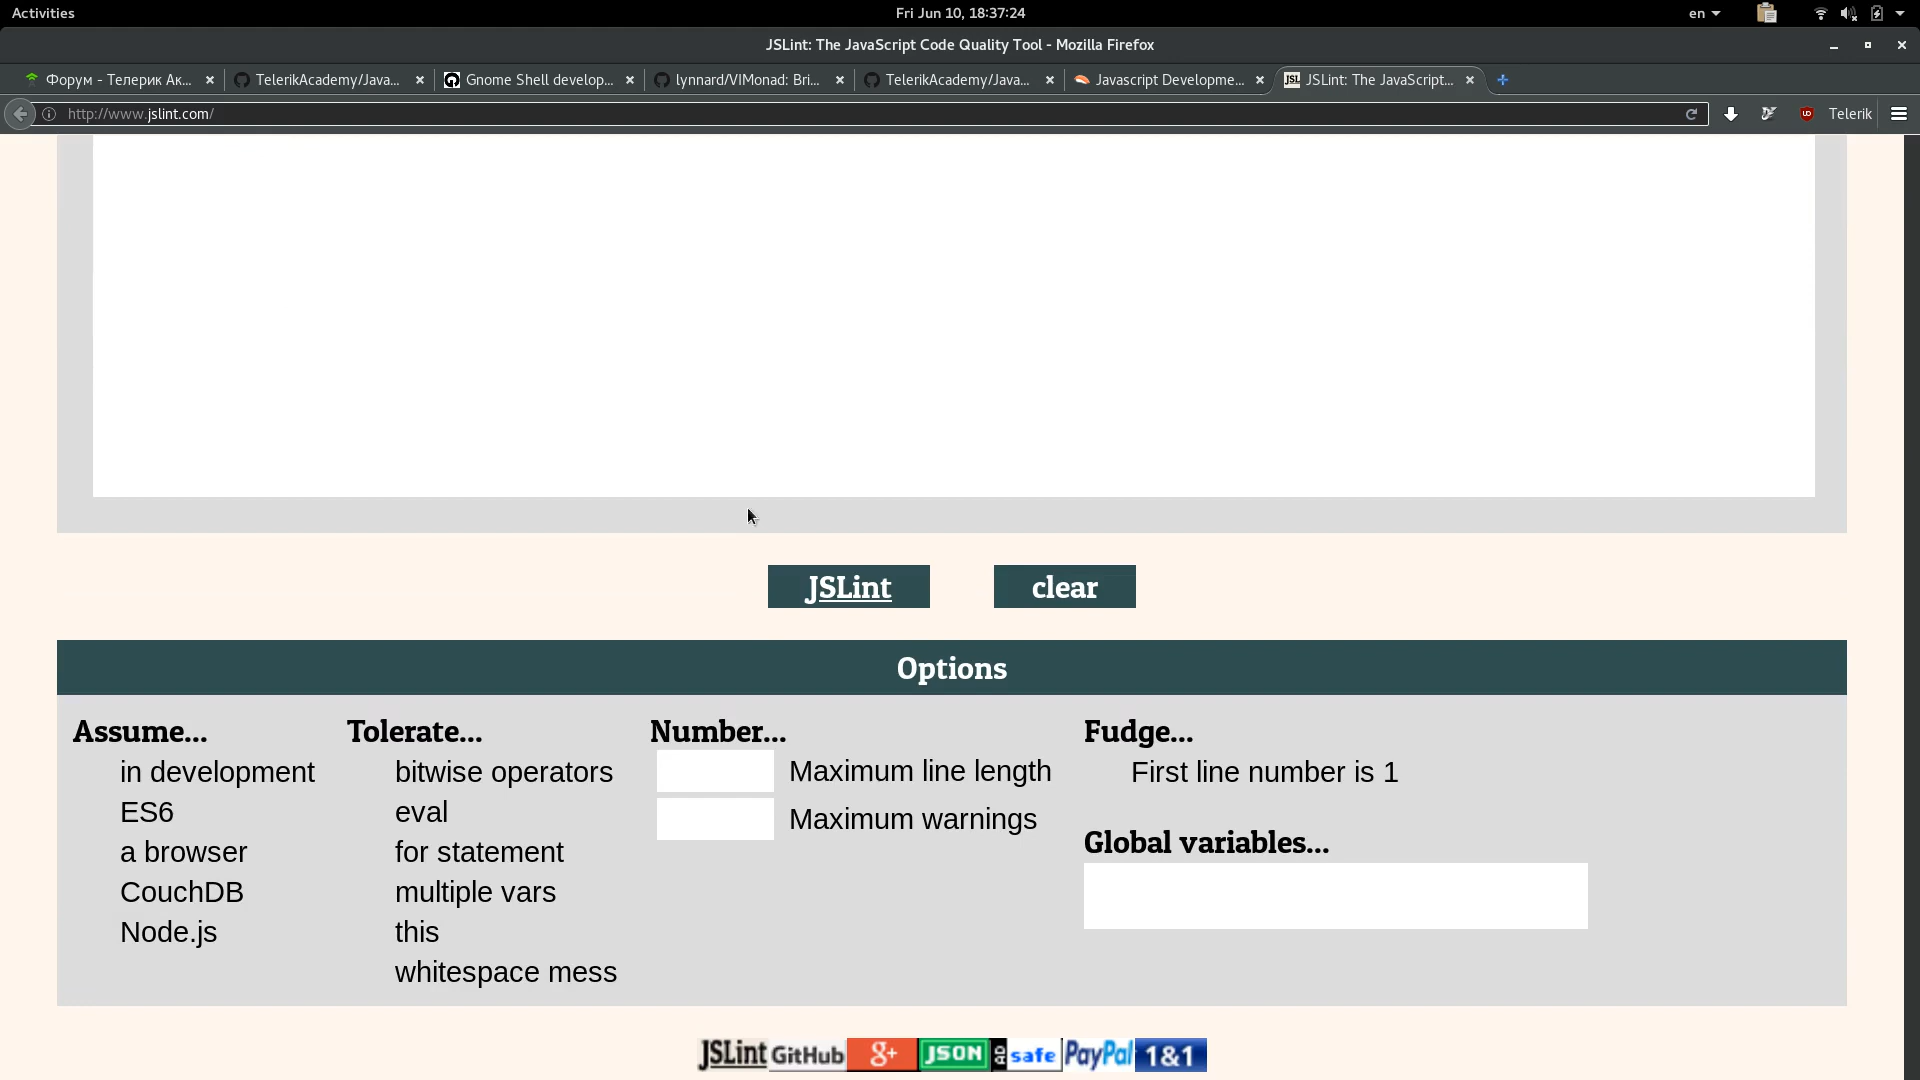 Activities
Fri Jun 10, 18:37:24
en
JSLint: The JavaScript Code Quality Tool - Mozilla Firefox
Форум - Телерик Ак...
TelerikAcademy/Java...
Gnome Shell develop...
lynnard/VIMonad: Bri...
TelerikAcademy/Java...
Javascript Developme...
JSL
JSLint: The JavaScript...
http://www.jslint.com/
Telerik
JSLint
clear
Options
Assume...
in development
ES6
a browser
CouchDB
Node.js
Tolerate...
bitwise operators
eval
for statement
multiple vars
this
whitespace mess
Number...
Maximum line length
Maximum warnings
Fudge...
First line number is 1
Global variables...
JSLint GitHub g+ JSON AD safe PayPal 1&1